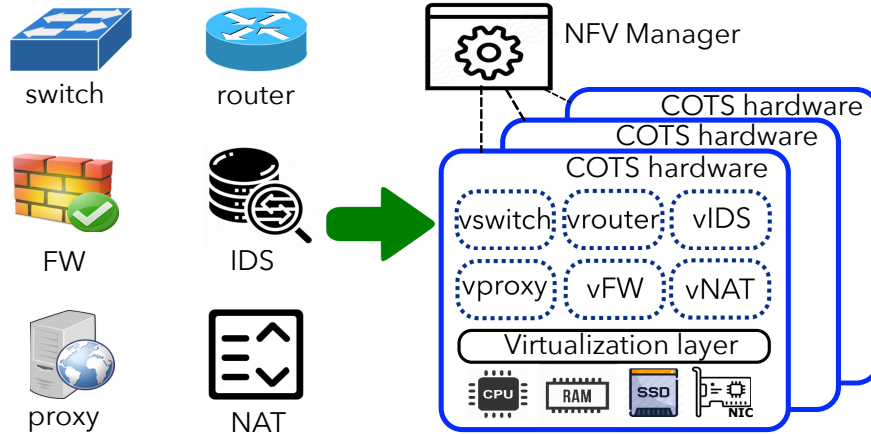 NFV Manager
switch
router
COTS hardware
COTS hardware
COTS hardware
FW
IDS
vswitch
vrouter
vIDS
vproxy
vFW
vNAT
Virtualization layer
proxy
NAT
CPU
RAM
SSD
NIC